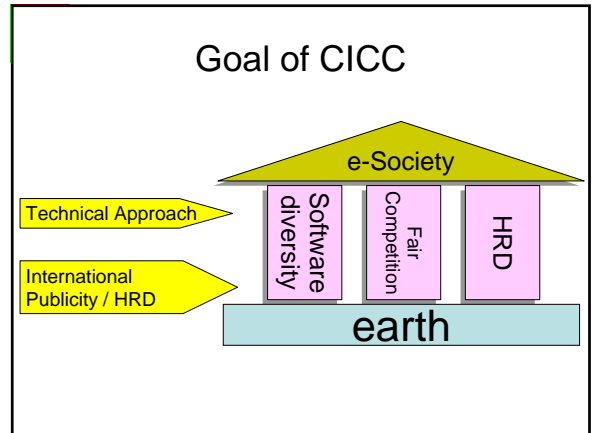 Goal of CICC
e-Society
Technical Approach
International
Publicity / HRD
Software
diversity
Fair
Competition
HRD
earth